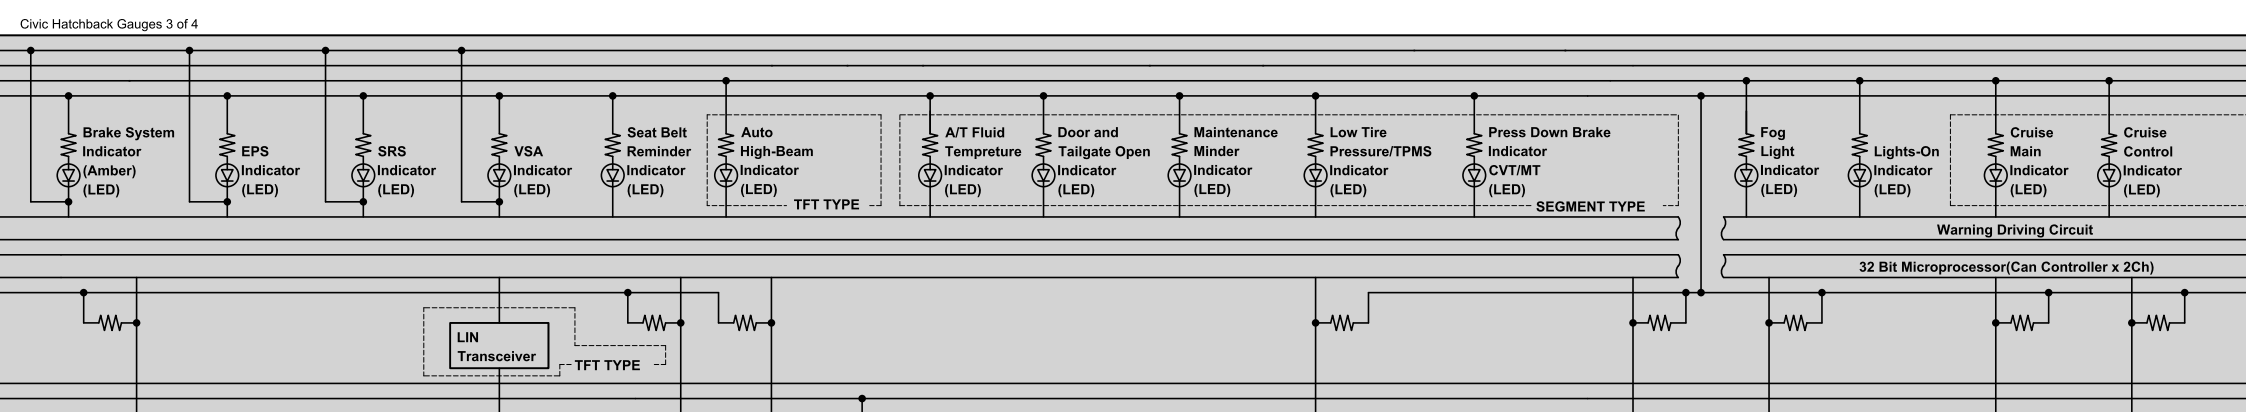 Civic Hatchback Gauges 3 of 4
Brake System
Indicator
(Amber)
(LED)
EPS
Indicator
(LED)
SRS
Indicator
(LED)
VSA
Indicator
(LED)
Seat Belt
Reminder
Indicator
(LED)
Auto
High-Beam
Indicator
(LED)
TFT TYPE
A/T Fluid
Tempreture
Indicator
(LED)
Door and
Tailgate Open
Indicator
(LED)
Maintenance
Minder
Indicator
(LED)
Low Tire
Pressure/TPMS
Indicator
(LED)
Press Down Brake
Indicator
CVT/MT
(LED)
SEGMENT TYPE
Fog
Light
Indicator
(LED)
Lights-On
Indicator
(LED)
Cruise
Main
Indicator
(LED)
Cruise
Control
Indicator
(LED)
Warning Driving Circuit
32 Bit Microprocessor(Can Controller x 2Ch)
LIN
Transceiver
TFT TYPE